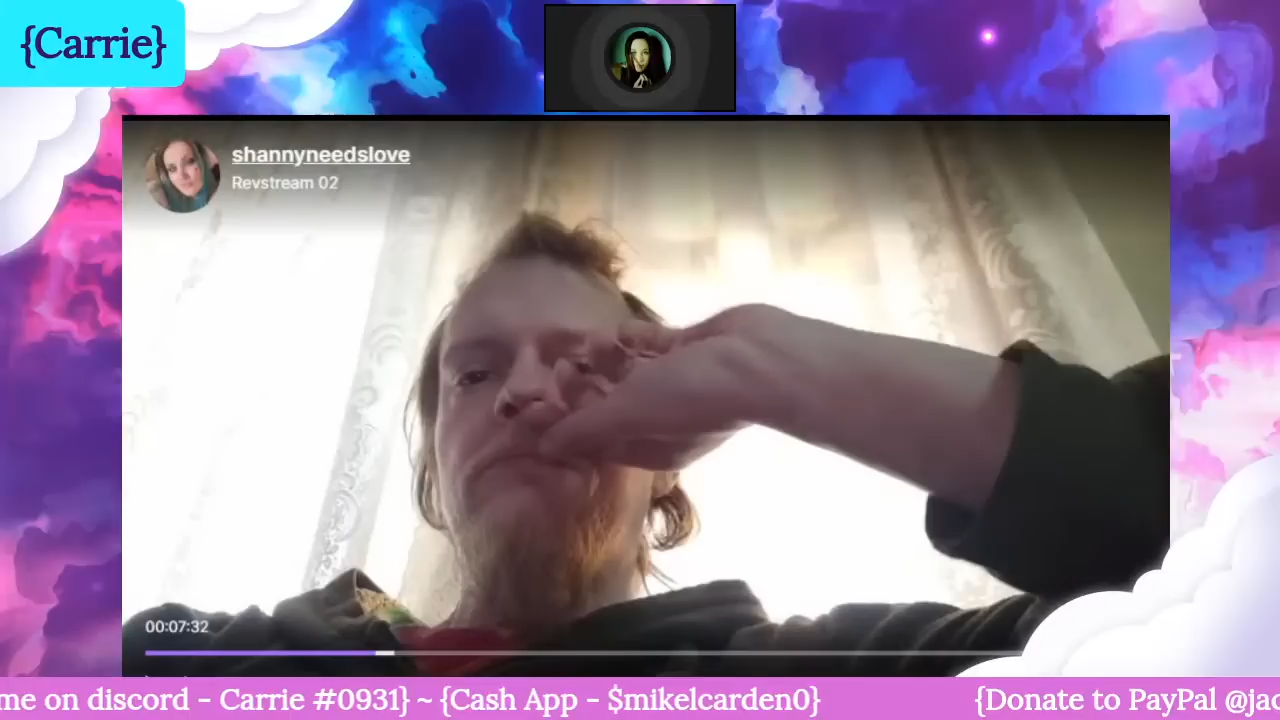 {Carrie}
shannyneedslove
Revstream 02
00:07:32
me on discord - Carrie #0931} ~ {Cash App - $mikelcarden0}
{Donate to PayPal @jac